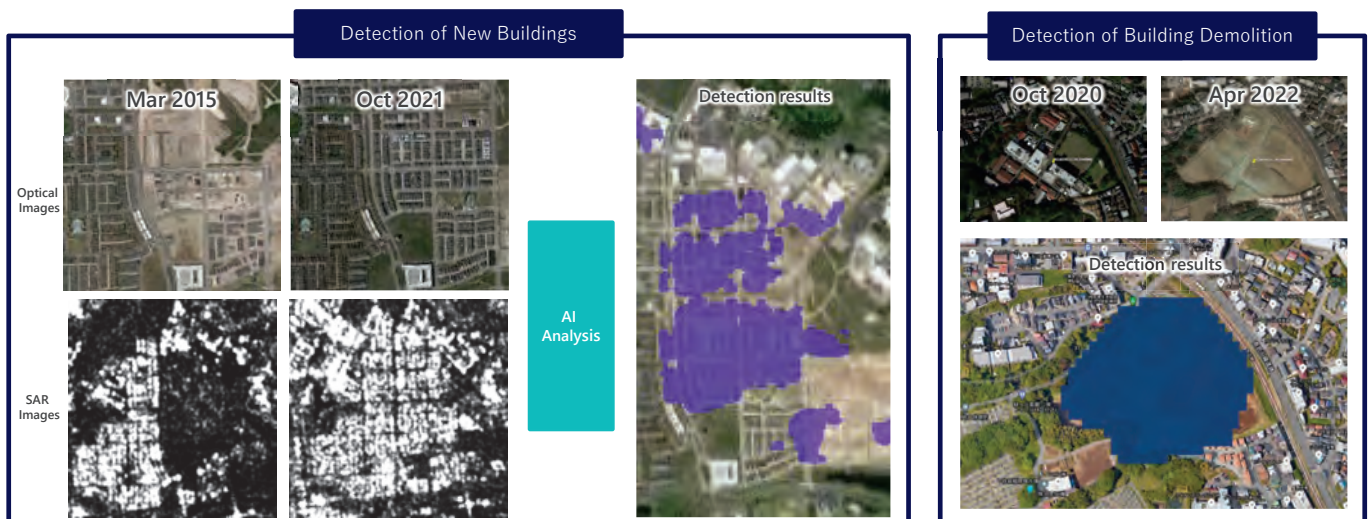 Detection of New Buildings
Mar 2015
Oct 2021
Optical
Images
SAR
Images
AI
Analysis
Detection results
Detection of Building Demolition
Oct 2020
Apr 2022
Detection results